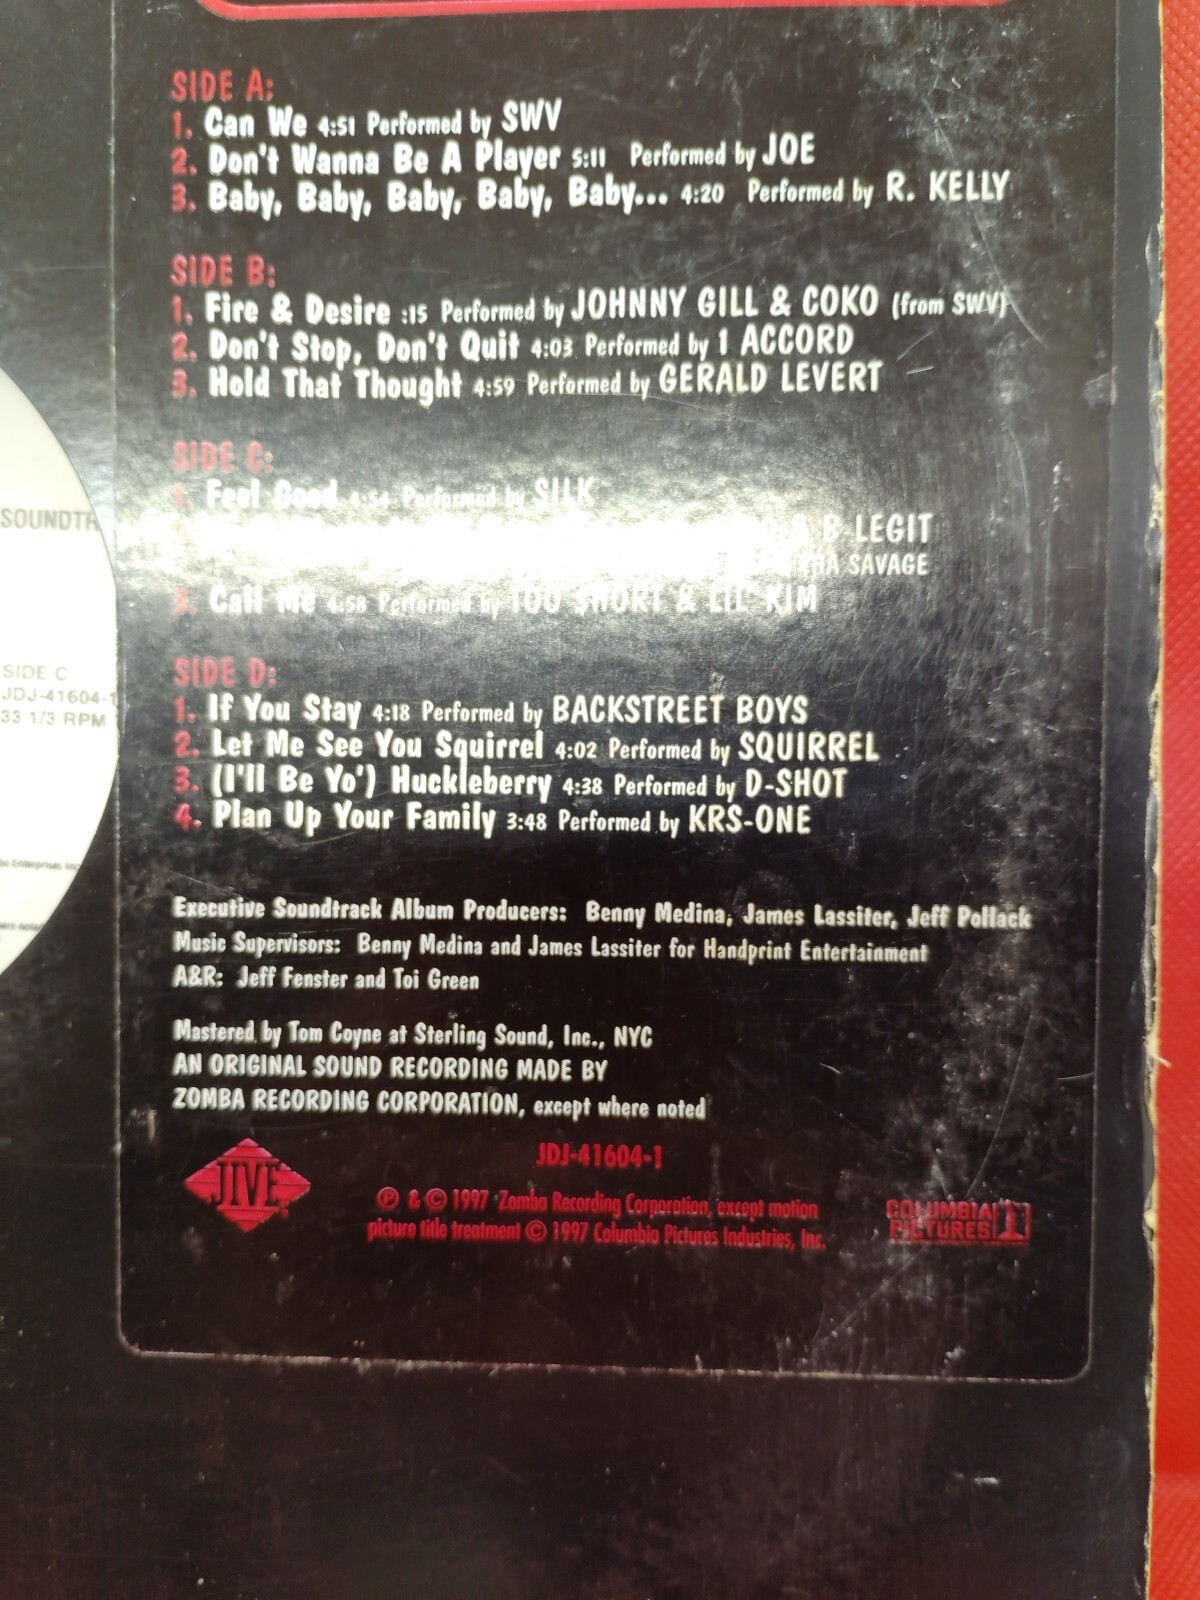 SIDE A:
1. Can We 4:51 Performed by SWV
2. Don't Wanna Be A Player 5:11 Performed by JOE
3. Baby, Baby, Baby, Baby, Baby... 4:20 Performed by R. KELLY
SIDE B:
1. Fire & Desire :15 Performed by JOHNNY GILL & COKO (from SWV)
2. Don't Stop, Don't Quit 4:03 Performed by 1 ACCORD
3. Hold That Thought 4:59 Performed by GERALD LEVERT
SIDE C:
1. Feel Good 4:54 Performed by SILK
& B-LEGIT
THA SAVAGE
3. Call Me 4:58 Performed by TOO SHORT & LIL' KIM
SIDE D:
1. If You Stay 4:18 Performed by BACKSTREET BOYS
2. Let Me See You Squirrel 4:02 Performed by SQUIRREL
3. (I'll Be Yo') Huckleberry 4:38 Performed by D-SHOT
4. Plan Up Your Family 3:48 Performed by KRS-ONE
Executive Soundtrack Album Producers: Benny Medina, James Lassiter, Jeff Pollack
Music Supervisors: Benny Medina and James Lassiter for Handprint Entertainment
A&R: Jeff Fenster and Toi Green
Mastered by Tom Coyne at Sterling Sound, Inc., NYC
AN ORIGINAL SOUND RECORDING MADE BY
ZOMBA RECORDING CORPORATION, except where noted
JDJ-41604-1
JIVE
℗ & © 1997 Zomba Recording Corporation, except motion
picture title treatment © 1997 Columbia Pictures Industries, Inc.
COLUMBIA
PICTURES
SOUNDTR
SIDE C
JDJ-41604-1
33 1/3 RPM